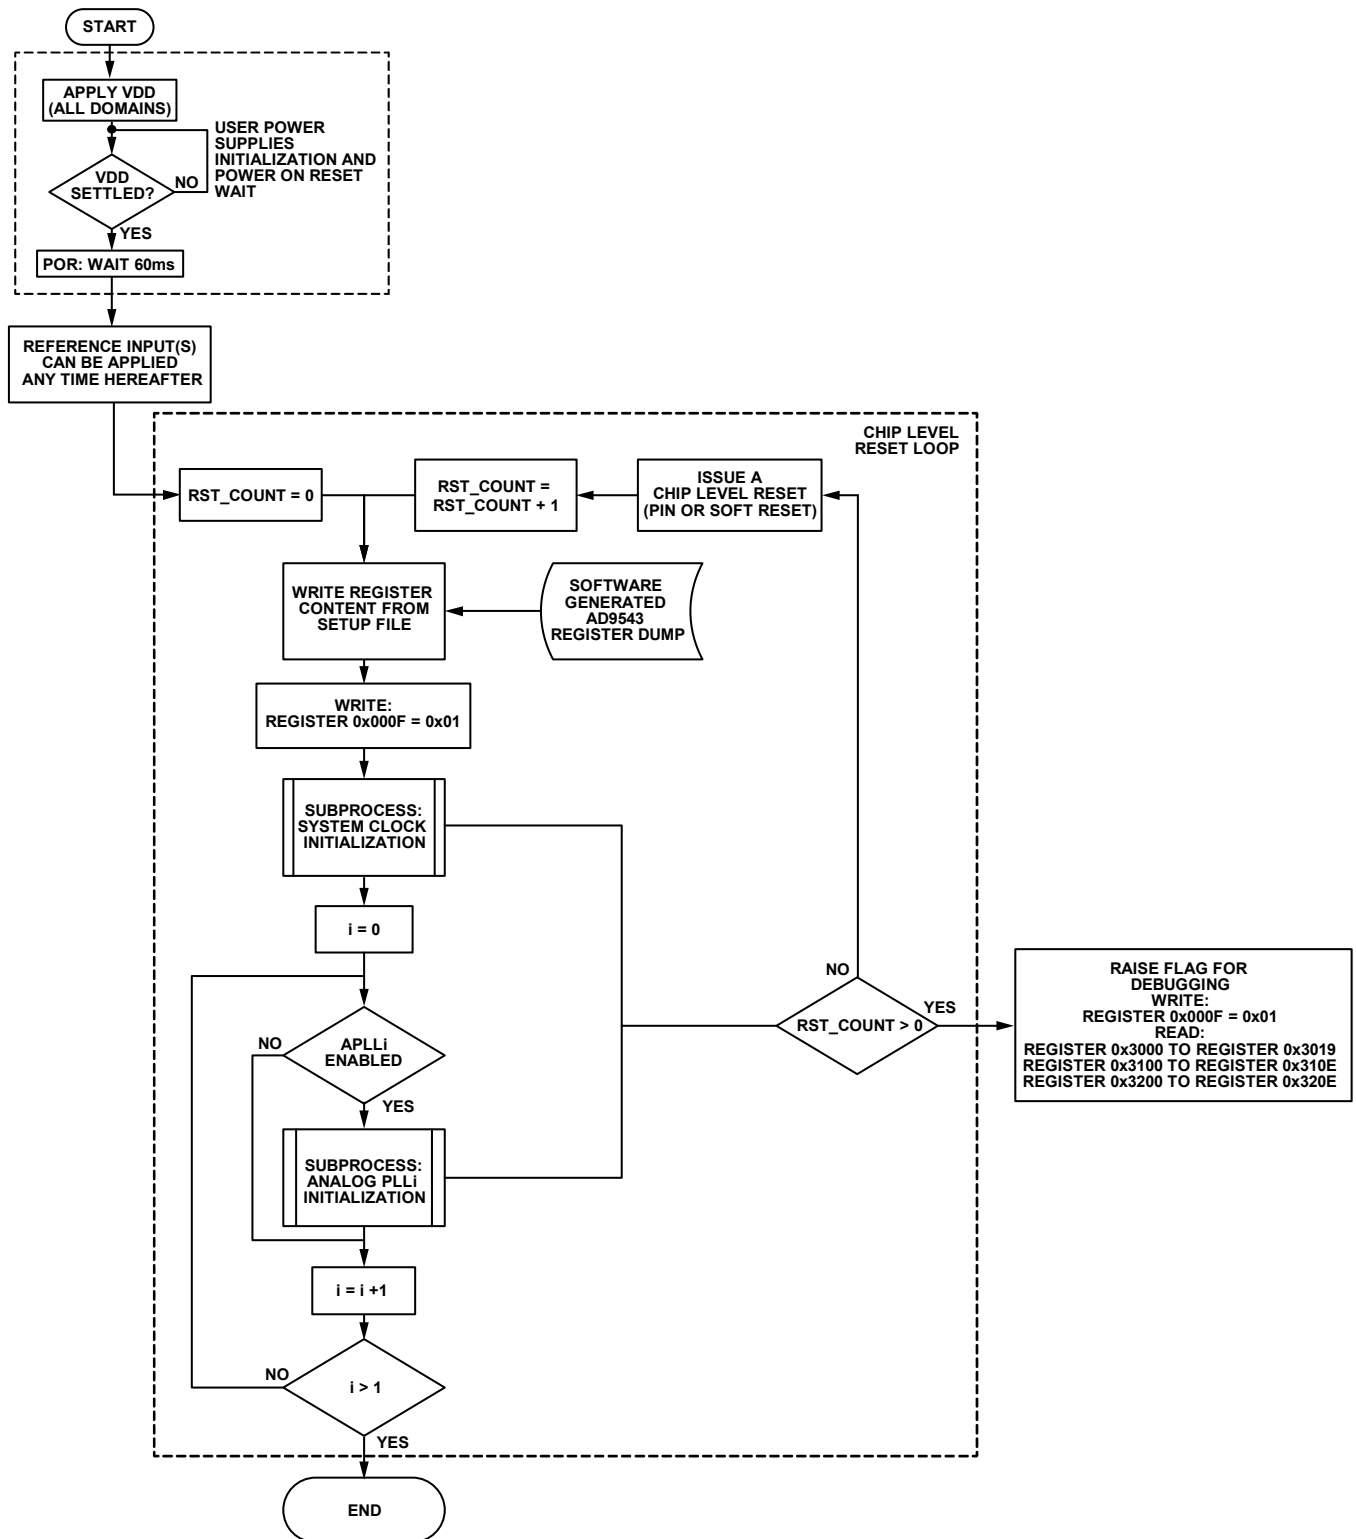 START
APPLY VDD
(ALL DOMAINS)
USER POWER
SUPPLIES
INITIALIZATION AND
POWER ON RESET
WAIT
VDD
SETTLED?
NO
YES
POR: WAIT 60ms
REFERENCE INPUT(S)
CAN BE APPLIED
ANY TIME HEREAFTER
CHIP LEVEL
RESET LOOP
RST_COUNT = 0
RST_COUNT =
RST_COUNT + 1
ISSUE A
CHIP LEVEL RESET
(PIN OR SOFT RESET)
WRITE REGISTER
CONTENT FROM
SETUP FILE
SOFTWARE
GENERATED
AD9543
REGISTER DUMP
WRITE:
REGISTER 0x000F = 0x01
SUBPROCESS:
SYSTEM CLOCK
INITIALIZATION
i = 0
NO
APLLi
ENABLED
YES
SUBPROCESS:
ANALOG PLLi
INITIALIZATION
i = i +1
NO
i > 1
YES
END
NO
RST_COUNT > 0
YES
RAISE FLAG FOR
DEBUGGING
WRITE:
REGISTER 0x000F = 0x01
READ:
REGISTER 0x3000 TO REGISTER 0x3019
REGISTER 0x3100 TO REGISTER 0x310E
REGISTER 0x3200 TO REGISTER 0x320E